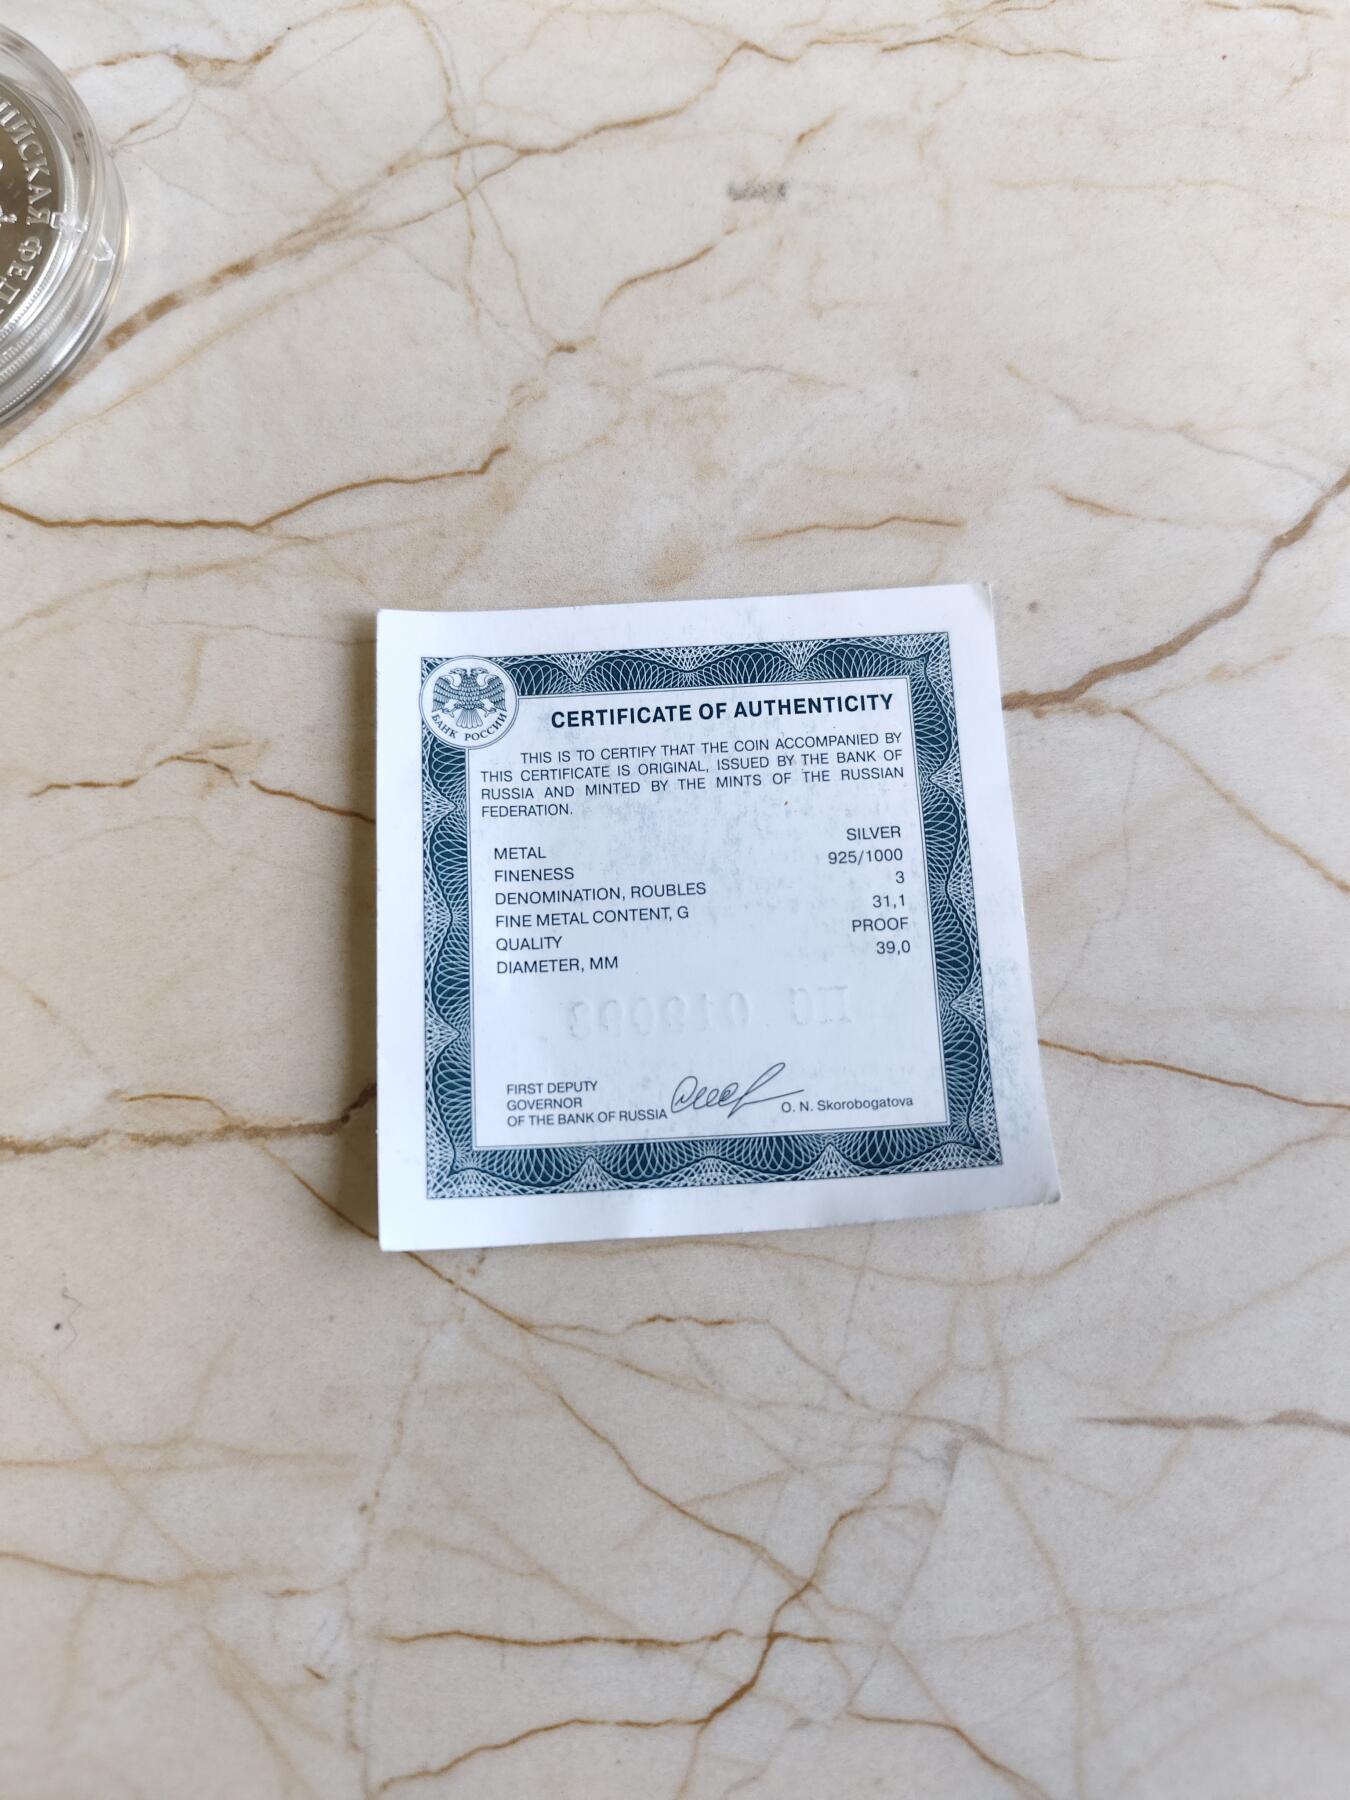 ЙСКАЯ ФЕД
БАНК РОССИИ
CERTIFICATE OF AUTHENTICITY
THIS IS TO CERTIFY THAT THE COIN ACCOMPANIED BY
THIS CERTIFICATE IS ORIGINAL, ISSUED BY THE BANK OF
RUSSIA AND MINTED BY THE MINTS OF THE RUSSIAN
FEDERATION.
METAL SILVER
FINENESS 925/1000
DENOMINATION, ROUBLES 3
FINE METAL CONTENT, G 31,1
QUALITY PROOF
DIAMETER, MM 39,0
FIRST DEPUTY
GOVERNOR
OF THE BANK OF RUSSIA O. N. Skorobogatova